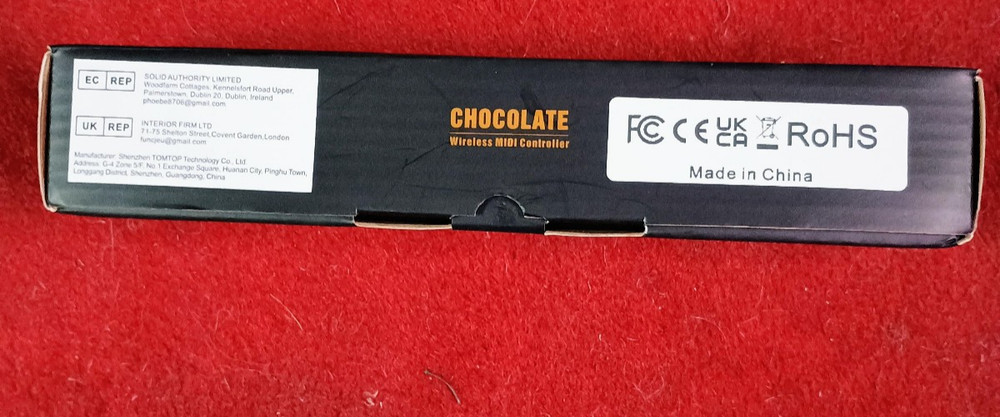 EC REP
SOLID AUTHORITY LIMITED
Woodfarm Cottages, Kennelsfort Road Upper,
Palmerstown, Dublin 20, Dublin, Ireland
phoebe8706@gmail.com
UK REP
INTERIOR FIRM LTD
71-75 Shelton Street,Covent Garden,London
funcpeu@gmail.com
Manufacturer: Shenzhen TOMTOP Technology Co., Ltd.
Address: G-4 Zone 5/F, No.1 Exchange Square, Huanan City, Pinghu Town,
Longgang District, Shenzhen, Guangdong, China
CHOCOLATE
Wireless MIDI Controller
FC CE UK CA RoHS
Made in China